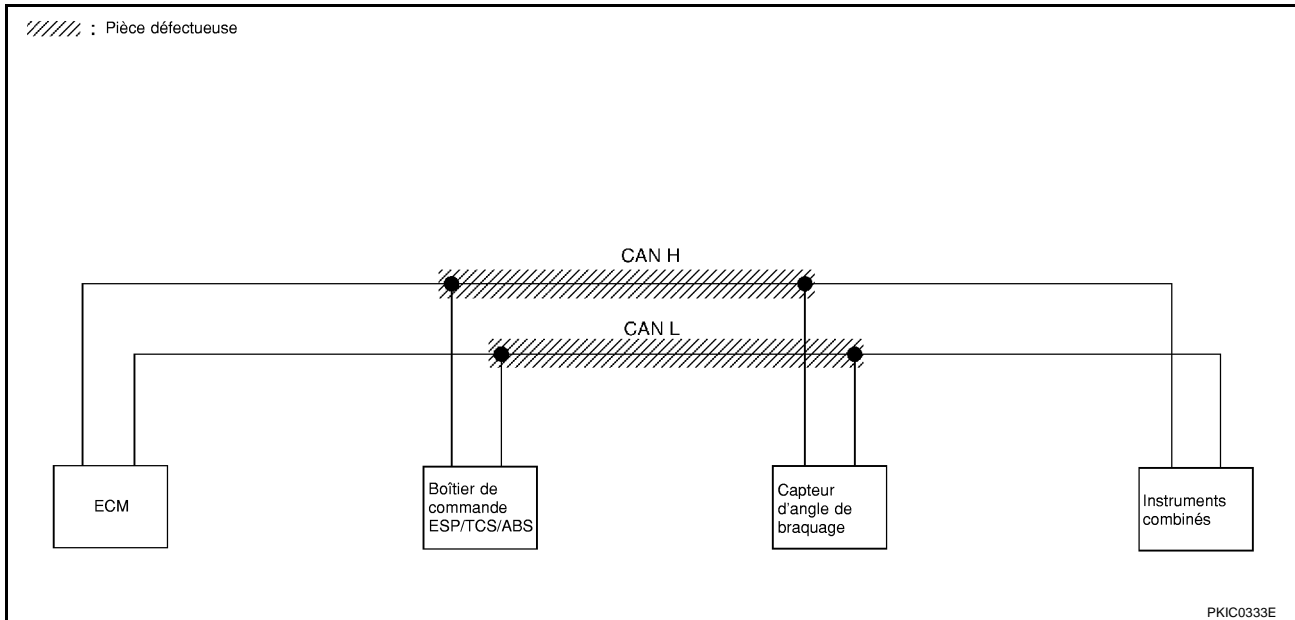 : Pièce défectueuse
CAN H
CAN L
ECM
Boîtier de
commande
ESP/TCS/ABS
Capteur
d'angle de
braquage
Instruments
combinés
PKIC0333E